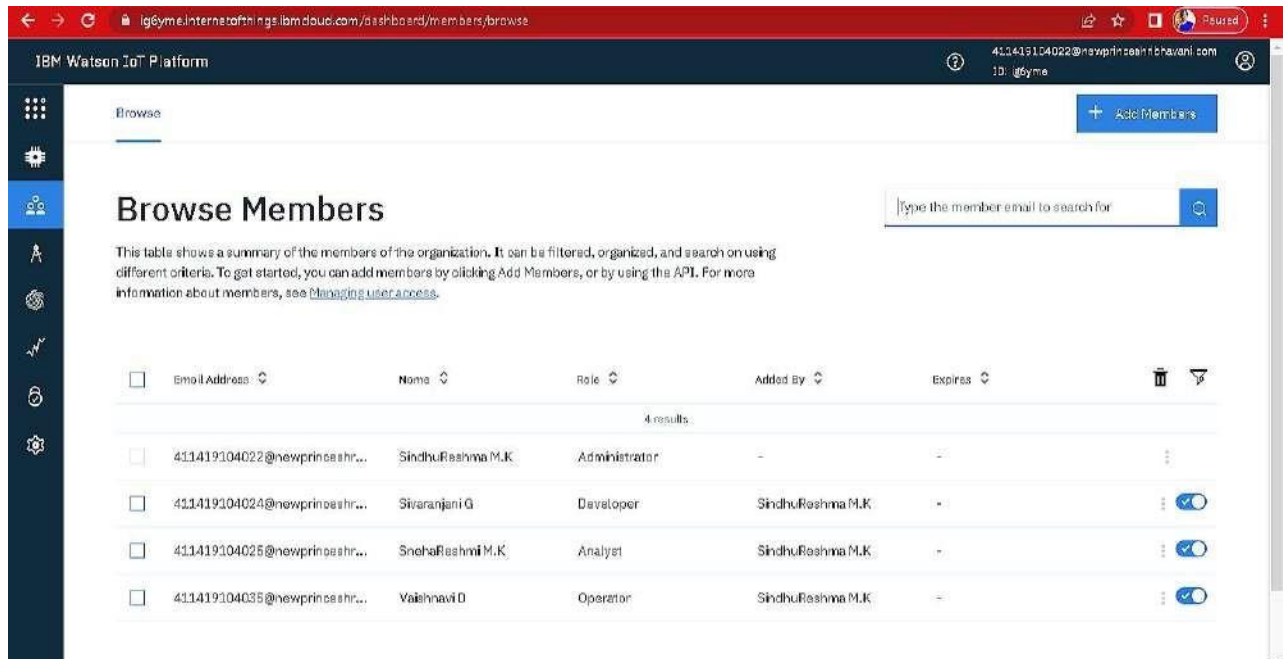 ig6yme.internetofthings.ibmcloud.com/dashboard/members/browse
Paused
IBM Watson IoT Platform
411419104022@newprinceshribhavani.com
ID: ig6yme
Browse
+ Add Members
Browse Members
Type the member email to search for
This table shows a summary of the members of the organization. It can be filtered, organized, and search on using
different criteria. To get started, you can add members by clicking Add Members, or by using the API. For more
information about members, see Managing user access.
Email Address Name Role Added By Expires
4 results
411419104022@newprinceshr... SindhuReshma M.K Administrator - -
411419104024@newprinceshr... Sivaranjani G Developer SindhuReshma M.K -
411419104025@newprinceshr... SnehaReshmi M.K Analyst SindhuReshma M.K -
411419104035@newprinceshr... Vaishnavi D Operator SindhuReshma M.K -